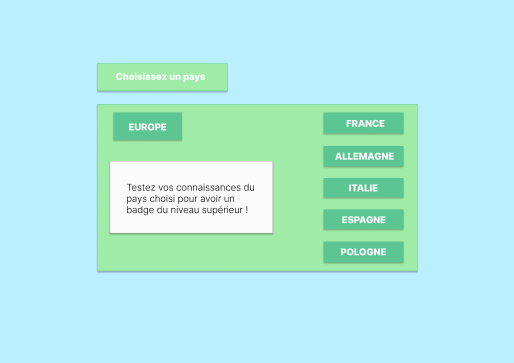 Choisissez un pays
EUROPE
Testez vos connaissances du
pays choisi pour avoir un
badge du niveau supérieur !
FRANCE
ALLEMAGNE
ITALIE
ESPAGNE
POLOGNE